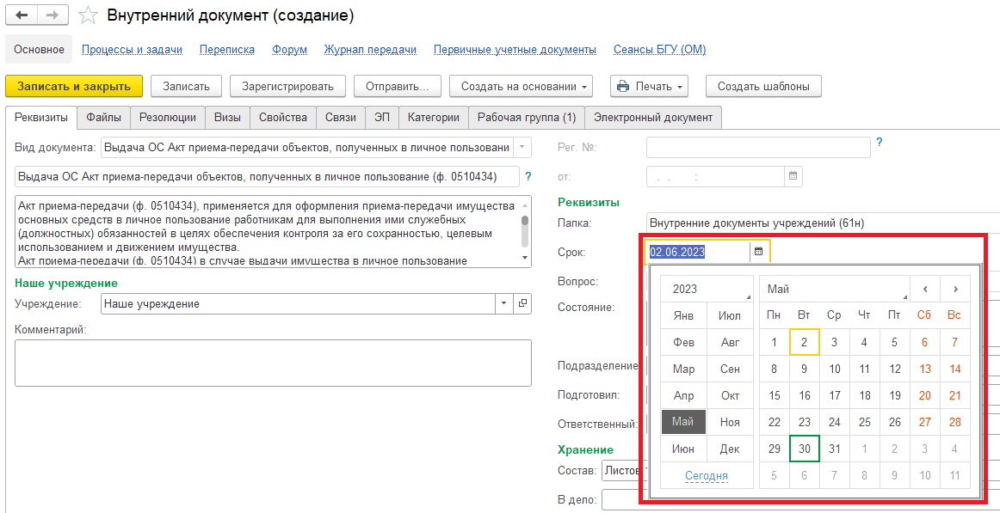 Внутренний документ (создание)
Основное Процессы и задачи Переписка Форум Журнал передачи Первичные учетные документы Сеансы БГУ (ОМ)
Записать и закрыть Записать Зарегистрировать Отправить... Создать на основании Печать Создать шаблоны
Реквизиты Файлы Резолюции Визы Свойства Связи ЭП Категории Рабочая группа (1) Электронный документ
Вид документа: Выдача ОС Акт приема-передачи объектов, полученных в личное пользовани
Выдача ОС Акт приема-передачи объектов, полученных в личное пользование (ф. 0510434) ?
Акт приема-передачи (ф. 0510434), применяется для оформления приема-передачи имущества
основных средств в личное пользование работникам для выполнения ими служебных
(должностных) обязанностей в целях обеспечения контроля за его сохранностью, целевым
использованием и движением имущества.
Акт приема-передачи (ф. 0510434) в случае выдачи имущества в личное пользование
Наше учреждение
Учреждение: Наше учреждение
Комментарий:
Рег. №: ?
от: . . :
Реквизиты
Папка: Внутренние документы учреждений (61н)
Срок: 02.06.2023
Вопрос:
Состояние:
Подразделение
Подготовил:
Ответственный:
Хранение
Состав: Листов
В дело:
2023 Май
Янв Июл Пн Вт Ср Чт Пт Сб Вс
Фев Авг 1 2 3 4 5 6 7
Мар Сен 8 9 10 11 12 13 14
Апр Окт 15 16 17 18 19 20 21
Май Ноя 22 23 24 25 26 27 28
Июн Дек 29 30 31 1 2 3 4
Сегодня 5 6 7 8 9 10 11